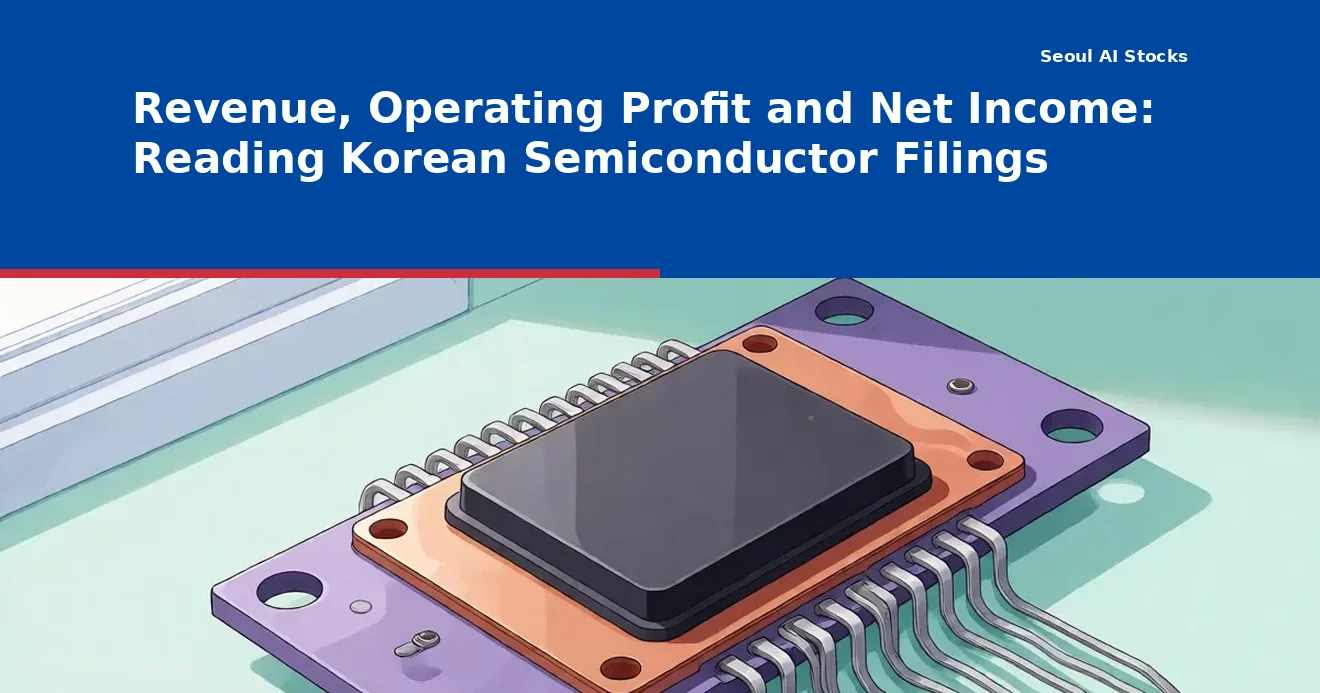 Seoul AI Stocks
Revenue, Operating Profit and Net Income:
Reading Korean Semiconductor Filings